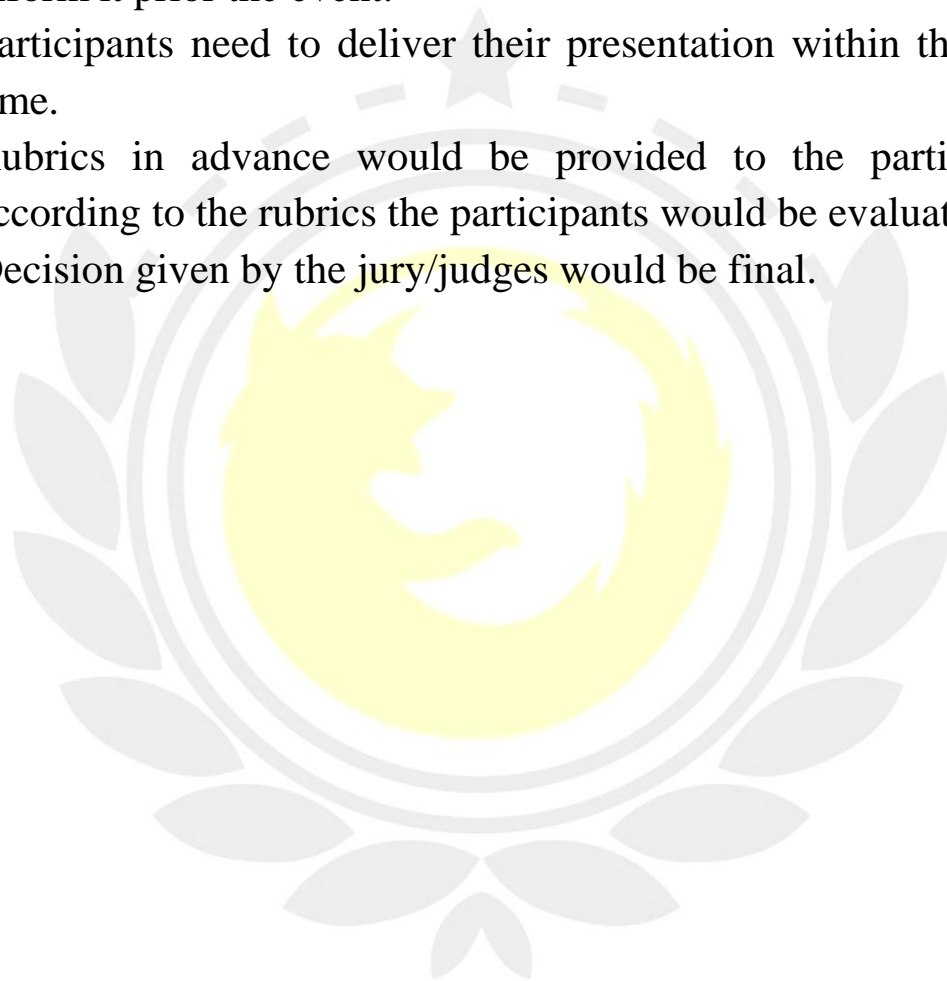 nform it prior the event.
articipants need to deliver their presentation within th
me.
ubrics in advance would be provided to the parti
ccording to the rubrics the participants would be evaluat
ecision given by the jury/judges would be final.